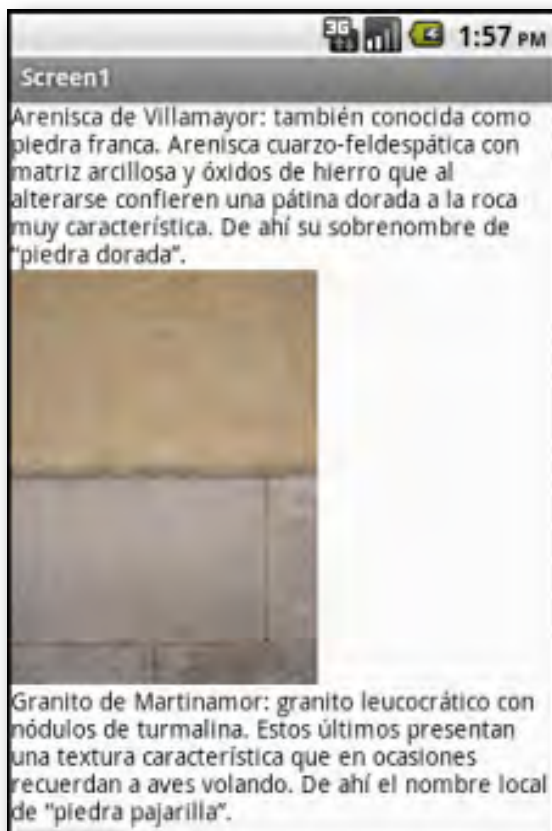 3G 1:57 PM
Screen1
Arenisca de Villamayor: también conocida como
piedra franca. Arenisca cuarzo-feldespática con
matriz arcillosa y óxidos de hierro que al
alterarse confieren una pátina dorada a la roca
muy característica. De ahí su sobrenombre de
"piedra dorada".
Granito de Martinamor: granito leucocrático con
nódulos de turmalina. Estos últimos presentan
una textura característica que en ocasiones
recuerdan a aves volando. De ahí el nombre local
de "piedra pajarilla".